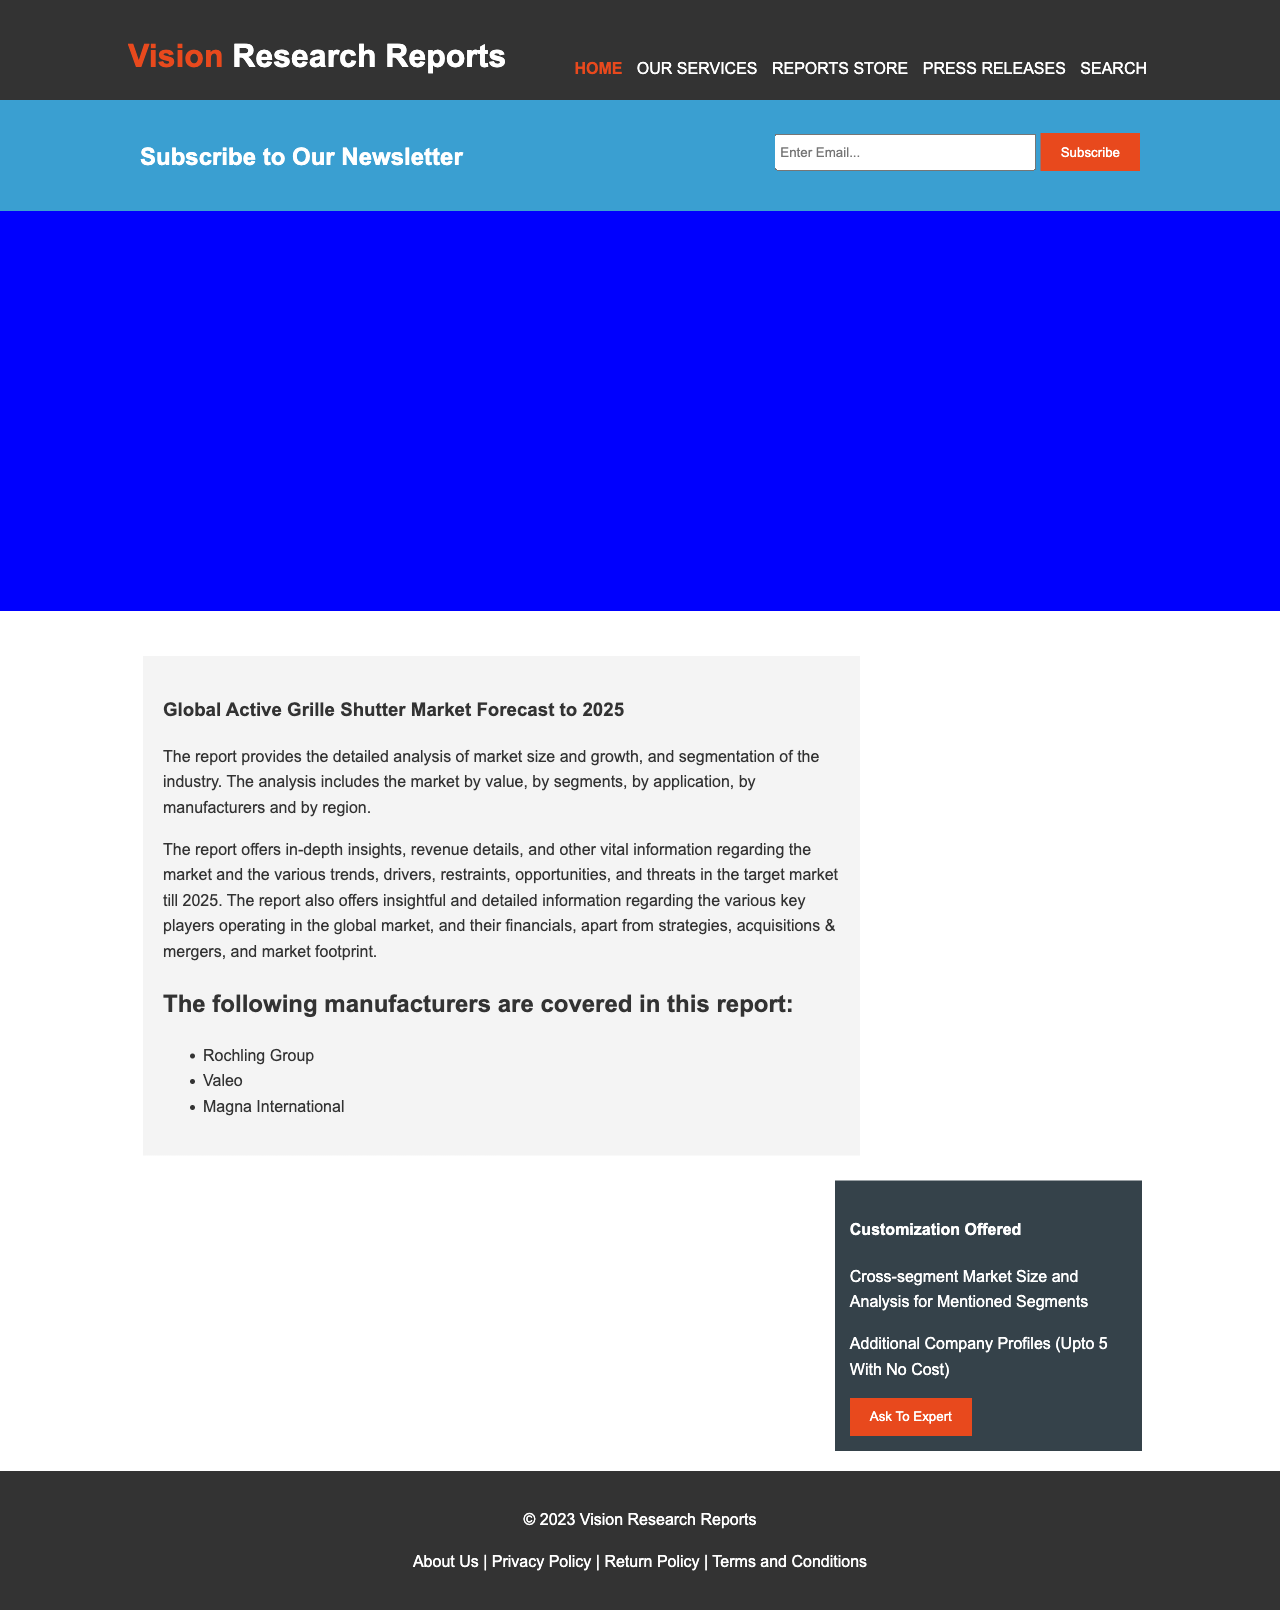 Vision Research Reports
HOME OUR SERVICES REPORTS STORE PRESS RELEASES SEARCH
Subscribe to Our Newsletter
Enter Email... Subscribe
Global Active Grille Shutter Market Forecast to 2025
The report provides the detailed analysis of market size and growth, and segmentation of the
industry. The analysis includes the market by value, by segments, by application, by
manufacturers and by region.
The report offers in-depth insights, revenue details, and other vital information regarding the
market and the various trends, drivers, restraints, opportunities, and threats in the target market
till 2025. The report also offers insightful and detailed information regarding the various key
players operating in the global market, and their financials, apart from strategies, acquisitions &
mergers, and market footprint.
The following manufacturers are covered in this report:
• Rochling Group
• Valeo
• Magna International
Customization Offered
Cross-segment Market Size and
Analysis for Mentioned Segments
Additional Company Profiles (Upto 5
With No Cost)
Ask To Expert
© 2023 Vision Research Reports
About Us | Privacy Policy | Return Policy | Terms and Conditions